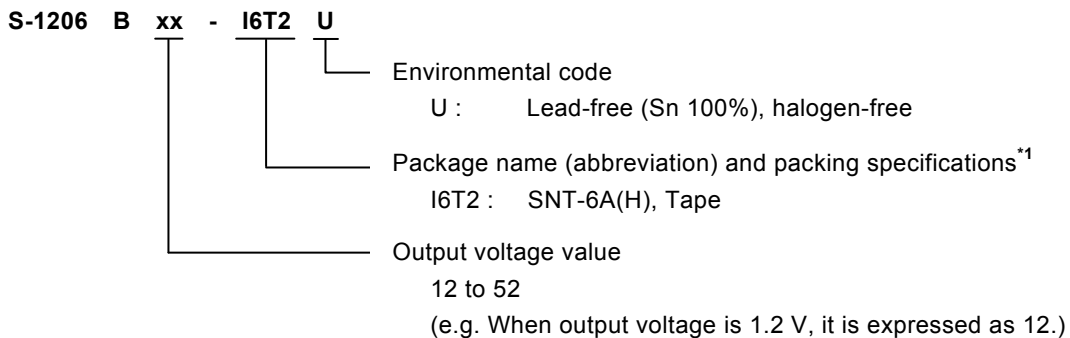 S-1206 B xx - I6T2 U
Environmental code
U : Lead-free (Sn 100%), halogen-free
Package name (abbreviation) and packing specifications*1
I6T2 : SNT-6A(H), Tape
Output voltage value
12 to 52
(e.g. When output voltage is 1.2 V, it is expressed as 12.)